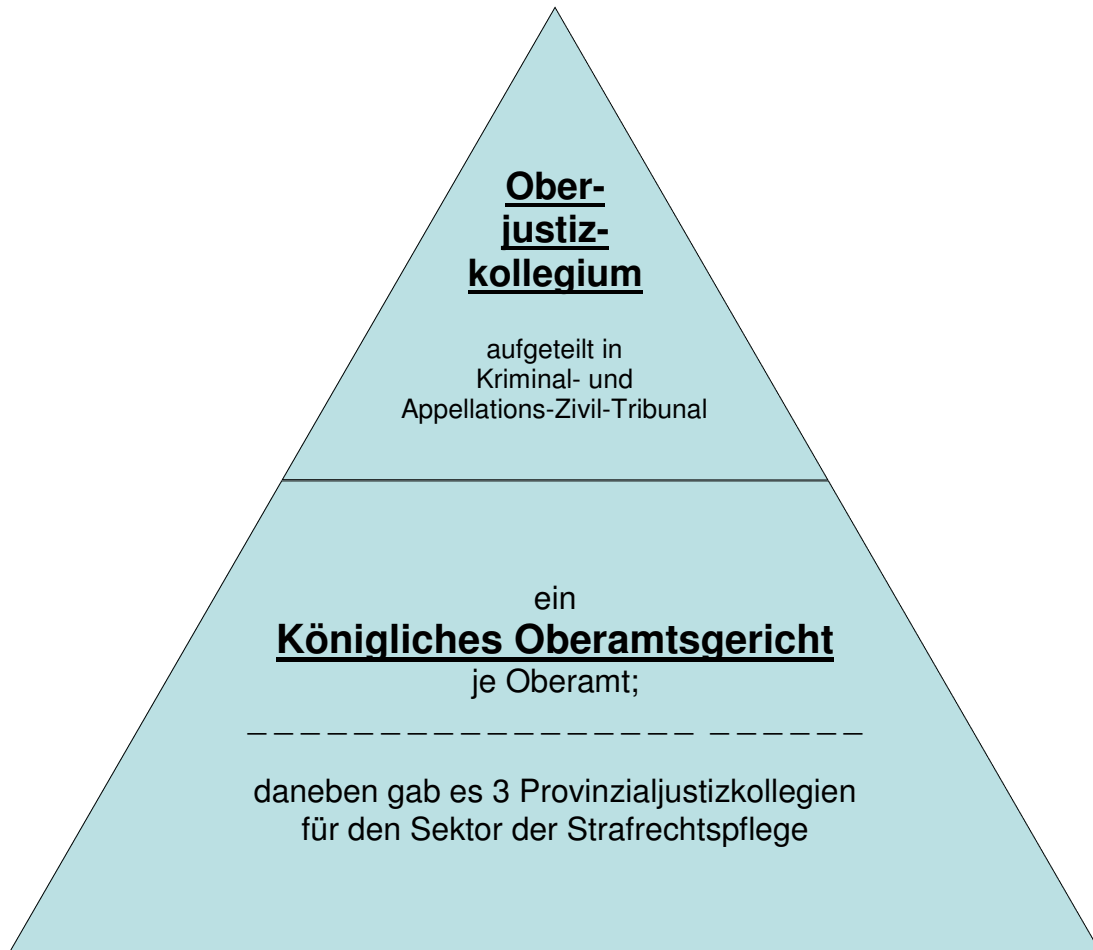 Ober-
justiz-
kollegium
aufgeteilt in
Kriminal- und
Appellations-Zivil-Tribunal
ein
Königliches Oberamtsgericht
je Oberamt;
daneben gab es 3 Provinzialjustizkollegien
für den Sektor der Strafrechtspflege